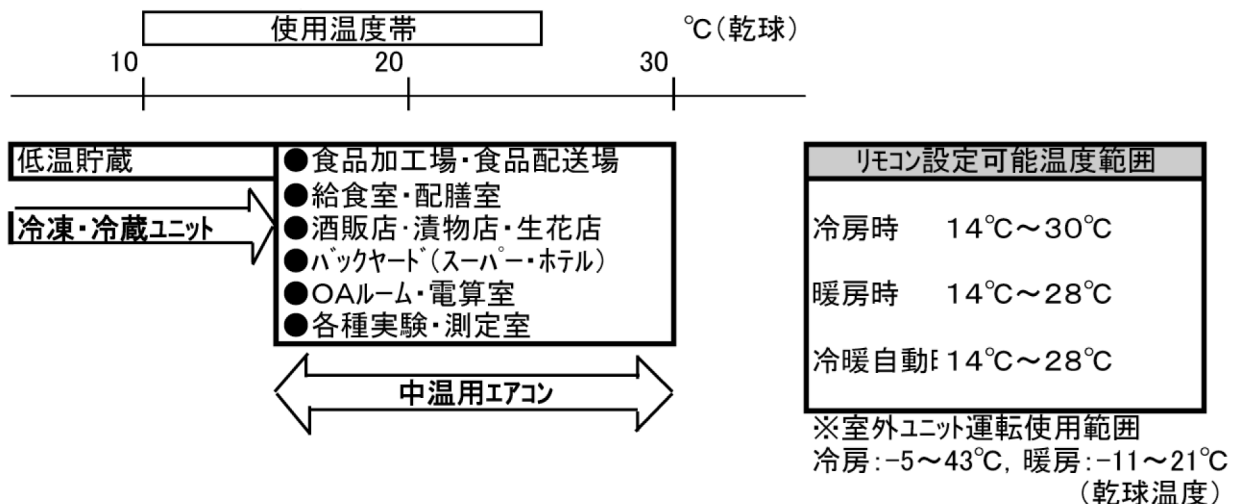 使用温度帯
℃(乾球)
10 20 30
低温貯蔵
冷凍・冷蔵ユニット
●食品加工場・食品配送場
●給食室・配膳室
●酒販店・漬物店・生花店
●バックヤード(スーパー・ホテル)
●OAルーム・電算室
●各種実験・測定室
中温用エアコン
リモコン設定可能温度範囲
冷房時 14℃～30℃
暖房時 14℃～28℃
冷暖自動 14℃～28℃
※室外ユニット運転使用範囲
冷房:-5～43℃, 暖房:-11～21℃
(乾球温度)